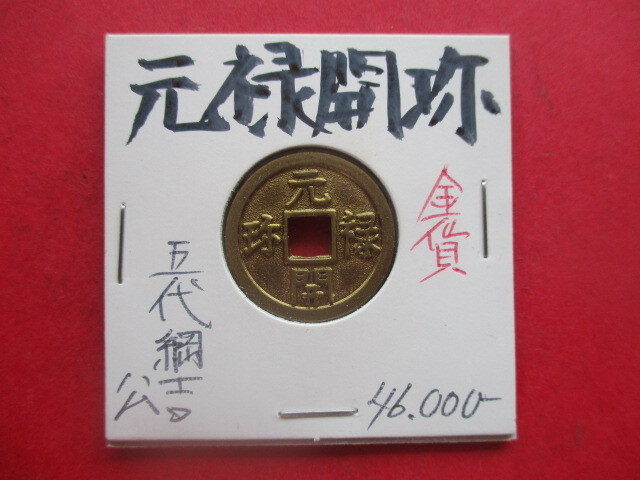 元禄開珎
元
珎 禄
開
金貨
五代綱吉
公
46.000-